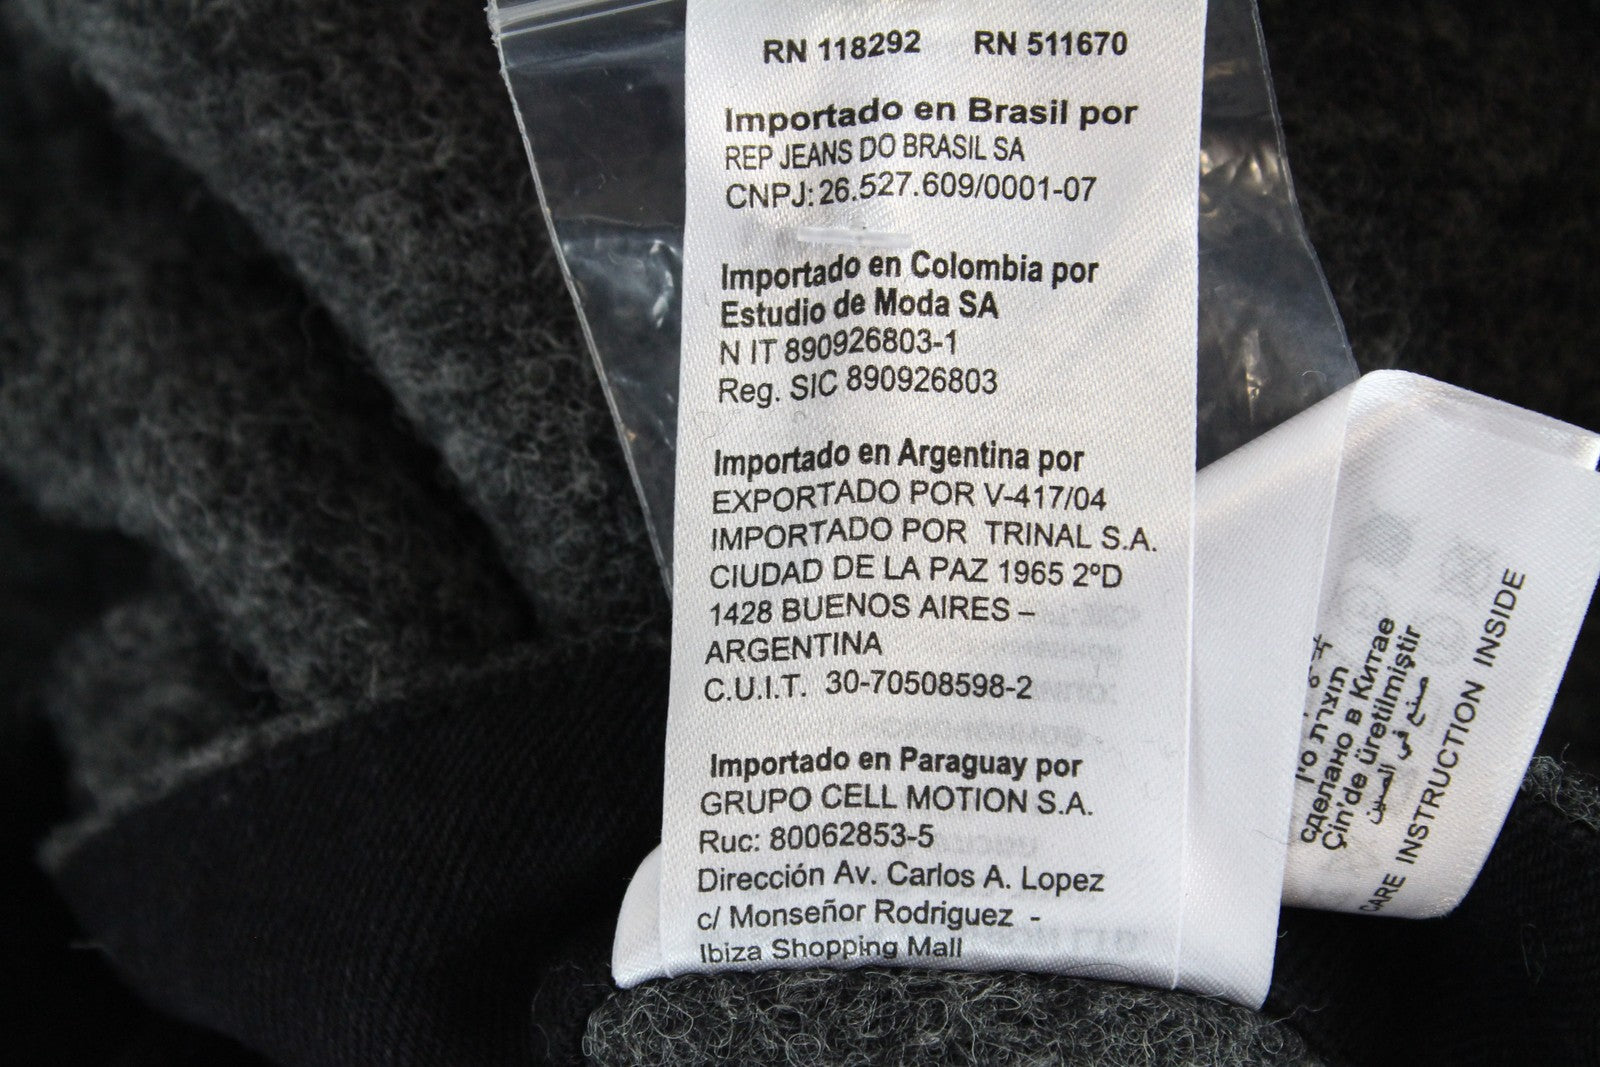 RN 118292 RN 511670
Importado en Brasil por
REP JEANS DO BRASIL SA
CNPJ: 26.527.609/0001-07
Importado en Colombia por
Estudio de Moda SA
N IT 890926803-1
Reg. SIC 890926803
Importado en Argentina por
EXPORTADO POR V-417/04
IMPORTADO POR TRINAL S.A.
CIUDAD DE LA PAZ 1965 2ºD
1428 BUENOS AIRES –
ARGENTINA
C.U.I.T. 30-70508598-2
Importado en Paraguay por
GRUPO CELL MOTION S.A.
Ruc: 80062853-5
Dirección Av. Carlos A. Lopez
c/ Monseñor Rodriguez -
Ibiza Shopping Mall
תוצרת סין
сделано в Китае
Çin'de üretilmiştir
صنع في الصين
CARE INSTRUCTION INSIDE